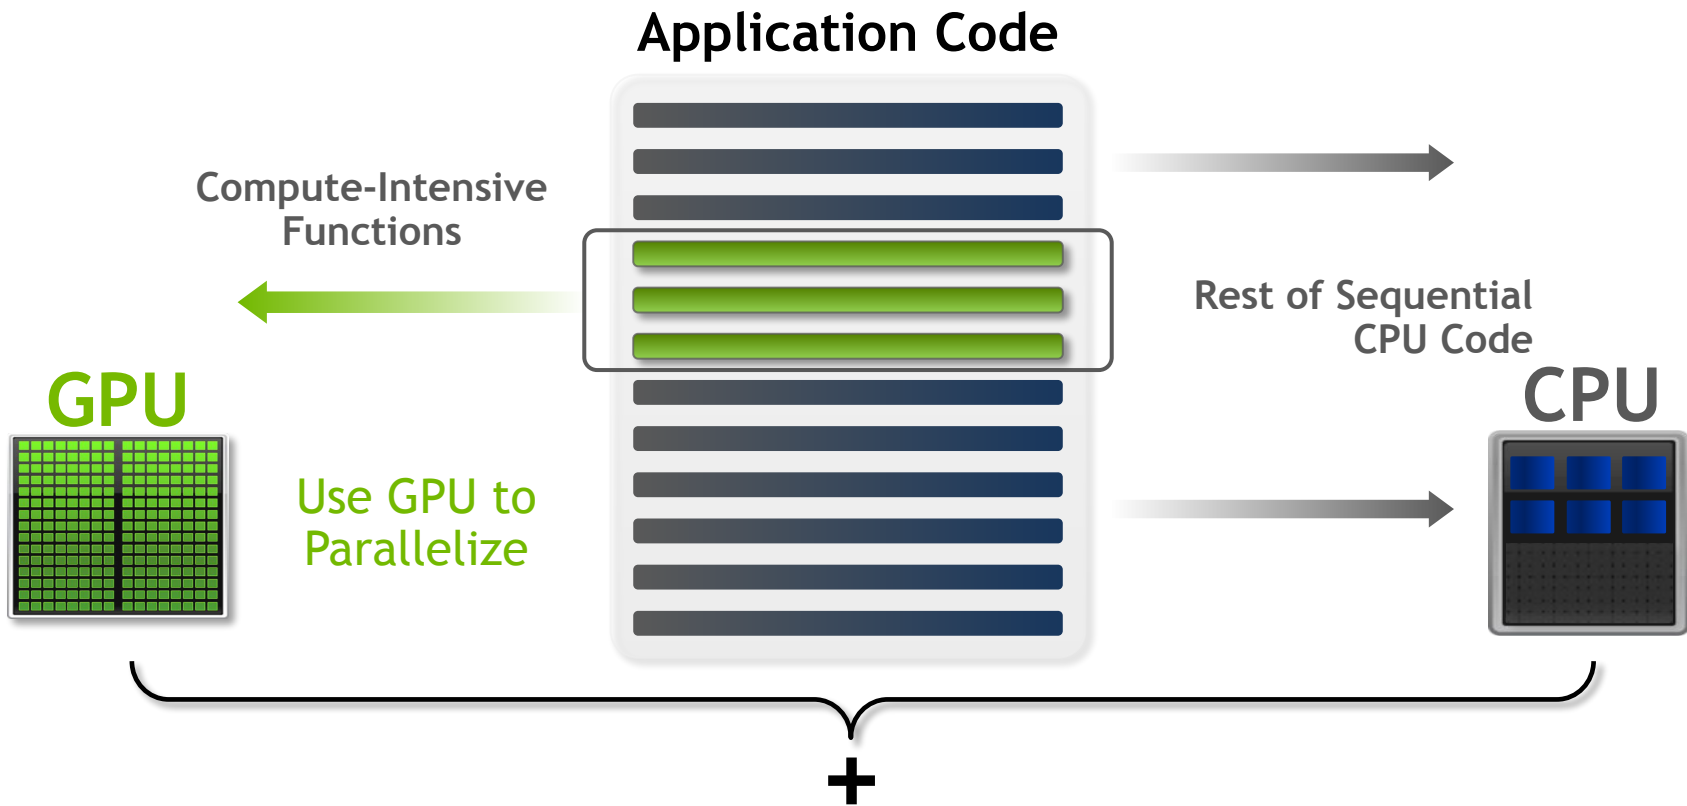 Application Code
Compute-Intensive
Functions
Rest of Sequential
CPU Code
GPU
CPU
Use GPU to
Parallelize
+